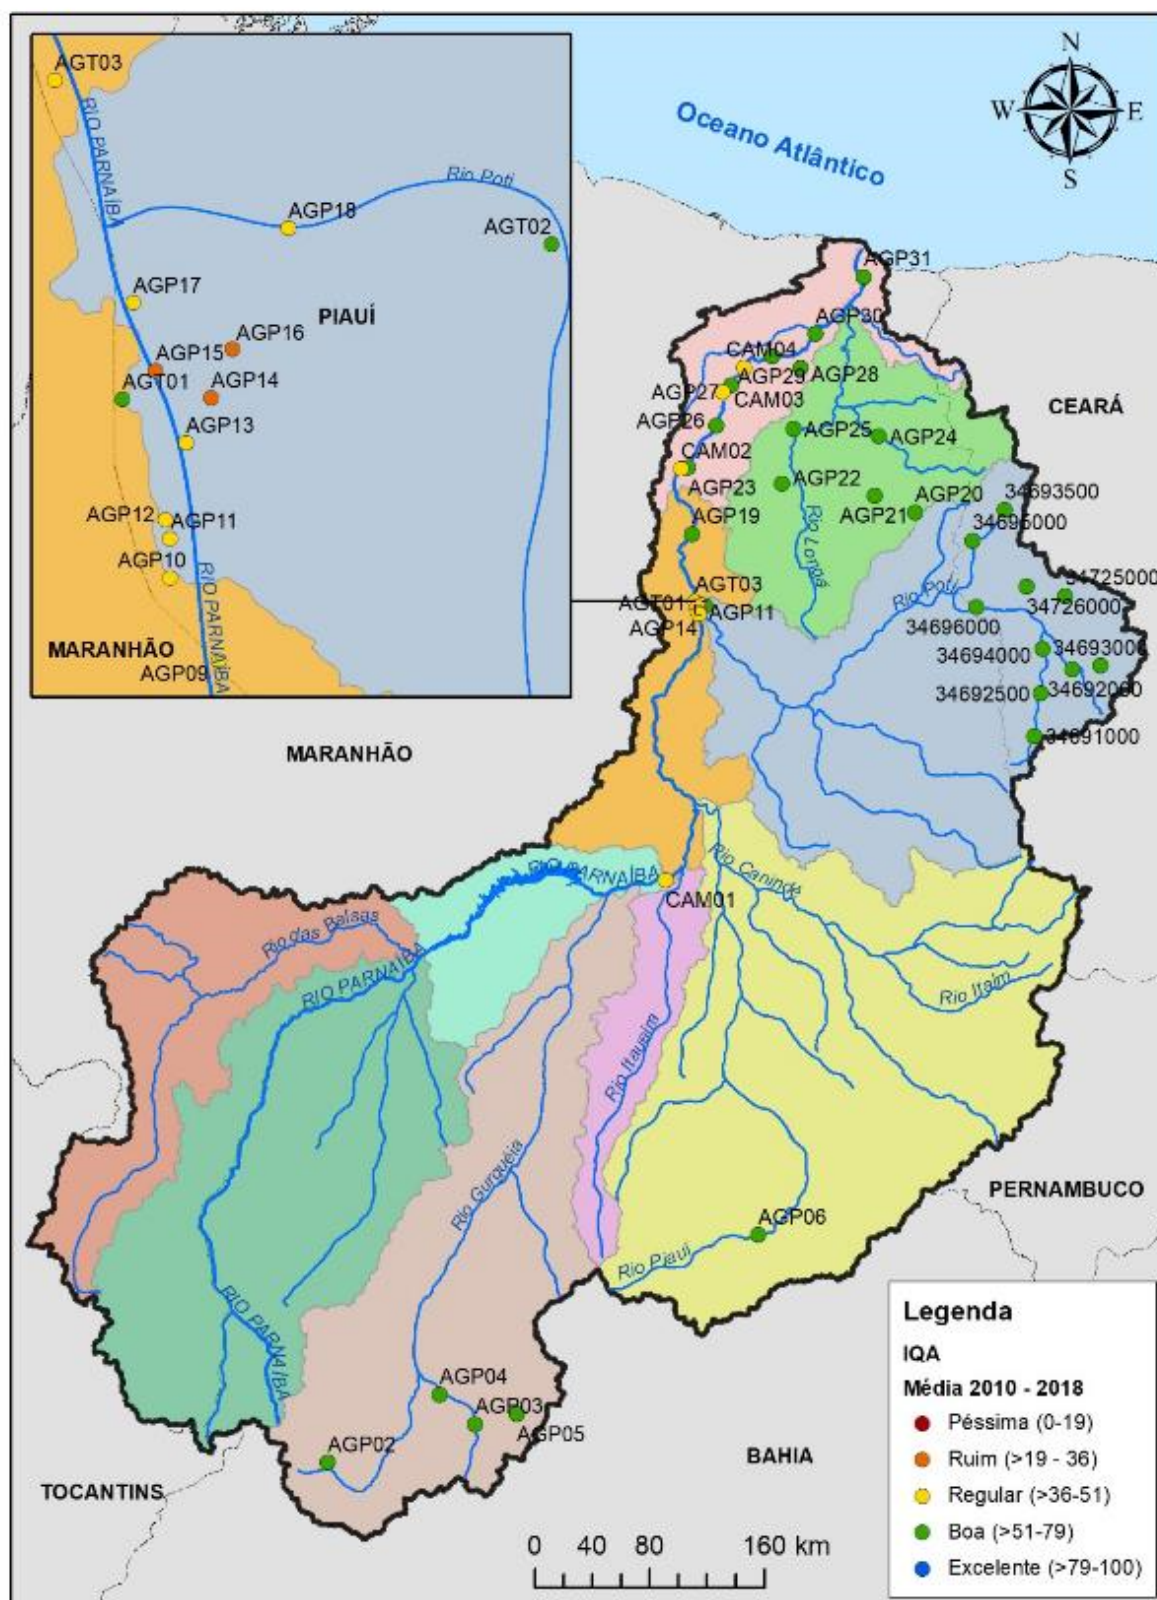 N
W E
S
Oceano Atlântico
AGT03
RIO PARNAÍBA
Rio Poti
AGP18
AGT02
AGP17
PIAUÍ
AGP16
AGP15
AGT01
AGP14
AGP13
AGP12
AGP11
AGP10
RIO PARNAÍBA
MARANHÃO
AGP09
AGP31
AGP30
CAM04
AGP29
AGP28
AGP27
CAM03
CEARÁ
AGP26
AGP25
AGP24
CAM02
AGP23
AGP22
AGP20
34693500
AGP21
34695000
AGP19
Rio Longá
Rio Poti
34725000
AGT03
AGT01
AGP11
34726000
AGP14
34696000
34693000
34694000
34692500
34692000
34691000
MARANHÃO
RIO PARNAÍBA
Rio Canindé
CAM01
Rio das Balsas
RIO PARNAÍBA
Rio Itaim
Rio Itaueira
Rio Gurguéia
PERNAMBUCO
AGP06
Rio Piauí
RIO PARNAÍBA
AGP04
AGP03
AGP05
AGP02
BAHIA
TOCANTINS
0 40 80 160 km
Legenda
IQA
Média 2010 - 2018
Péssima (0-19)
Ruim (>19 - 36)
Regular (>36-51)
Boa (>51-79)
Excelente (>79-100)